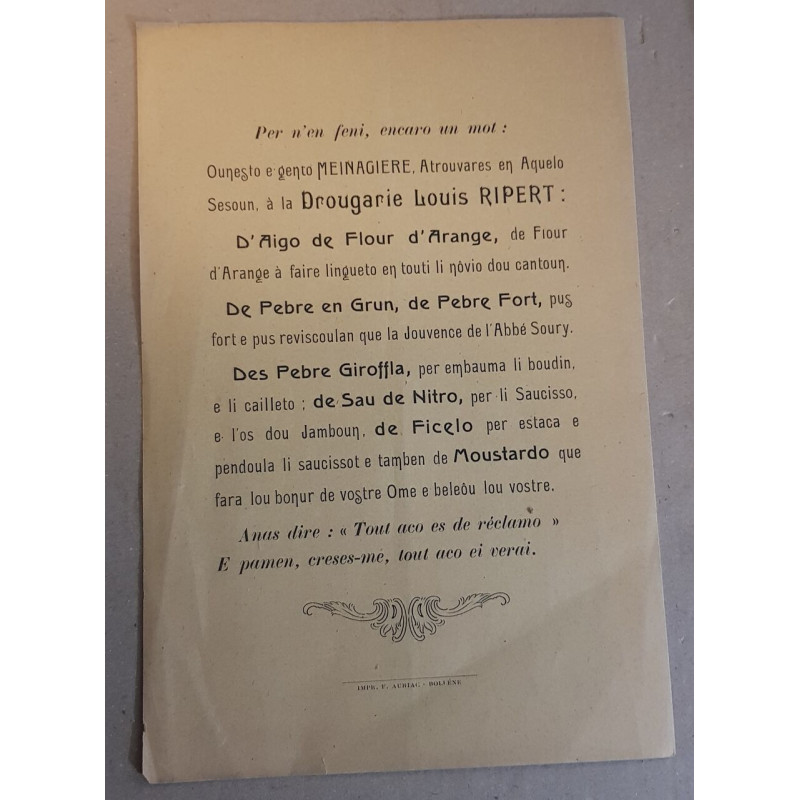 Per n'en feni, encaro un mot :
Ounesto e gento MEINAGIERE, Atrouvares en Aquelo
Sesoun, à la Drougarie Louis RIPERT :
D'Aigo de Flour d'Arange, de Flour
d'Arange à faire lingueto en touti li nòvio dou cantoun.
De Pebre en Grun, de Pebre Fort, pus
fort e pus reviscoulan que la Jouvence de l'Abbé Soury.
Des Pebre Giroffla, per embauma li boudin,
e li cailleto ; de Sau de Nitro, per li Saucisso,
e l'os dou Jamboun, de Ficelo per estaca e
pendoula li saucissot e tamben de Moustardo que
fara lou bonur de vostre Ome e beleôu lou vostre.
Anas dire : « Tout aco es de réclamo »
E pamen, creses-me, tout aco ei verai.
IMPR. F. AURIAC - BOLLÈNE